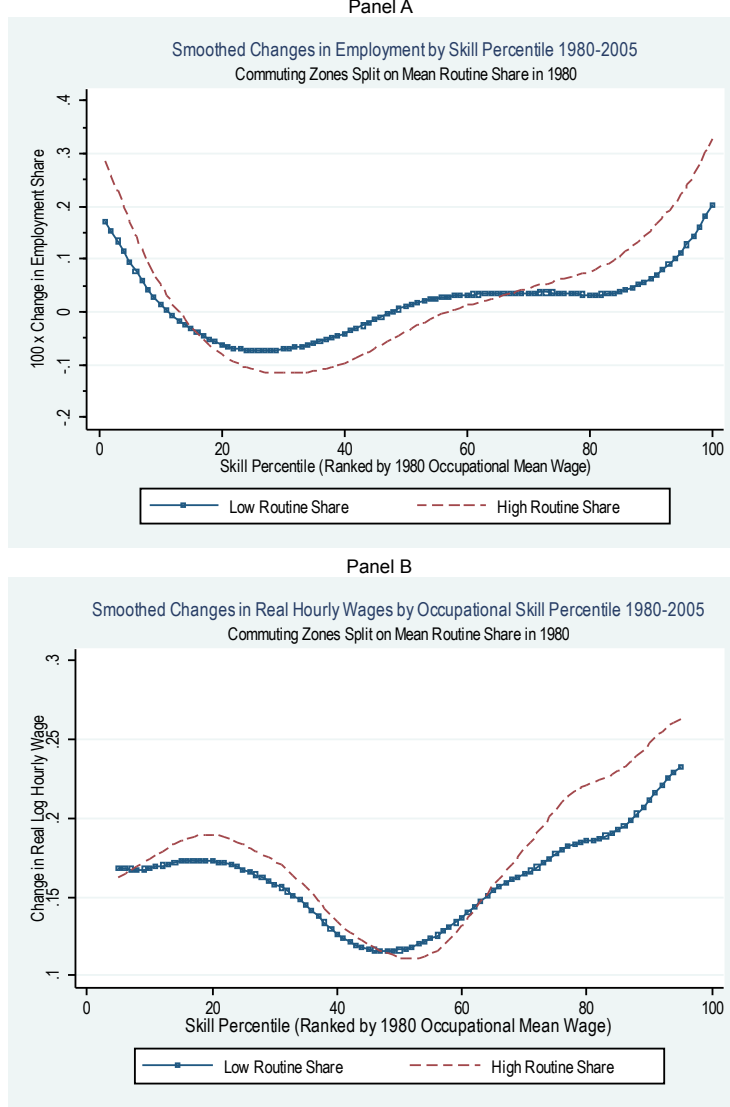 Panel A
Smoothed Changes in Employment by Skill Percentile 1980-2005
Commuting Zones Split on Mean Routine Share in 1980
100 x Change in Employment Share
.4
.3
.2
.1
0
-.1
-.2
0 20 40 60 80 100
Skill Percentile (Ranked by 1980 Occupational Mean Wage)
Low Routine Share High Routine Share
Panel B
Smoothed Changes in Real Hourly Wages by Occupational Skill Percentile 1980-2005
Commuting Zones Split on Mean Routine Share in 1980
Change in Real Log Hourly Wage
.3
.25
.2
.15
.1
0 20 40 60 80 100
Skill Percentile (Ranked by 1980 Occupational Mean Wage)
Low Routine Share High Routine Share